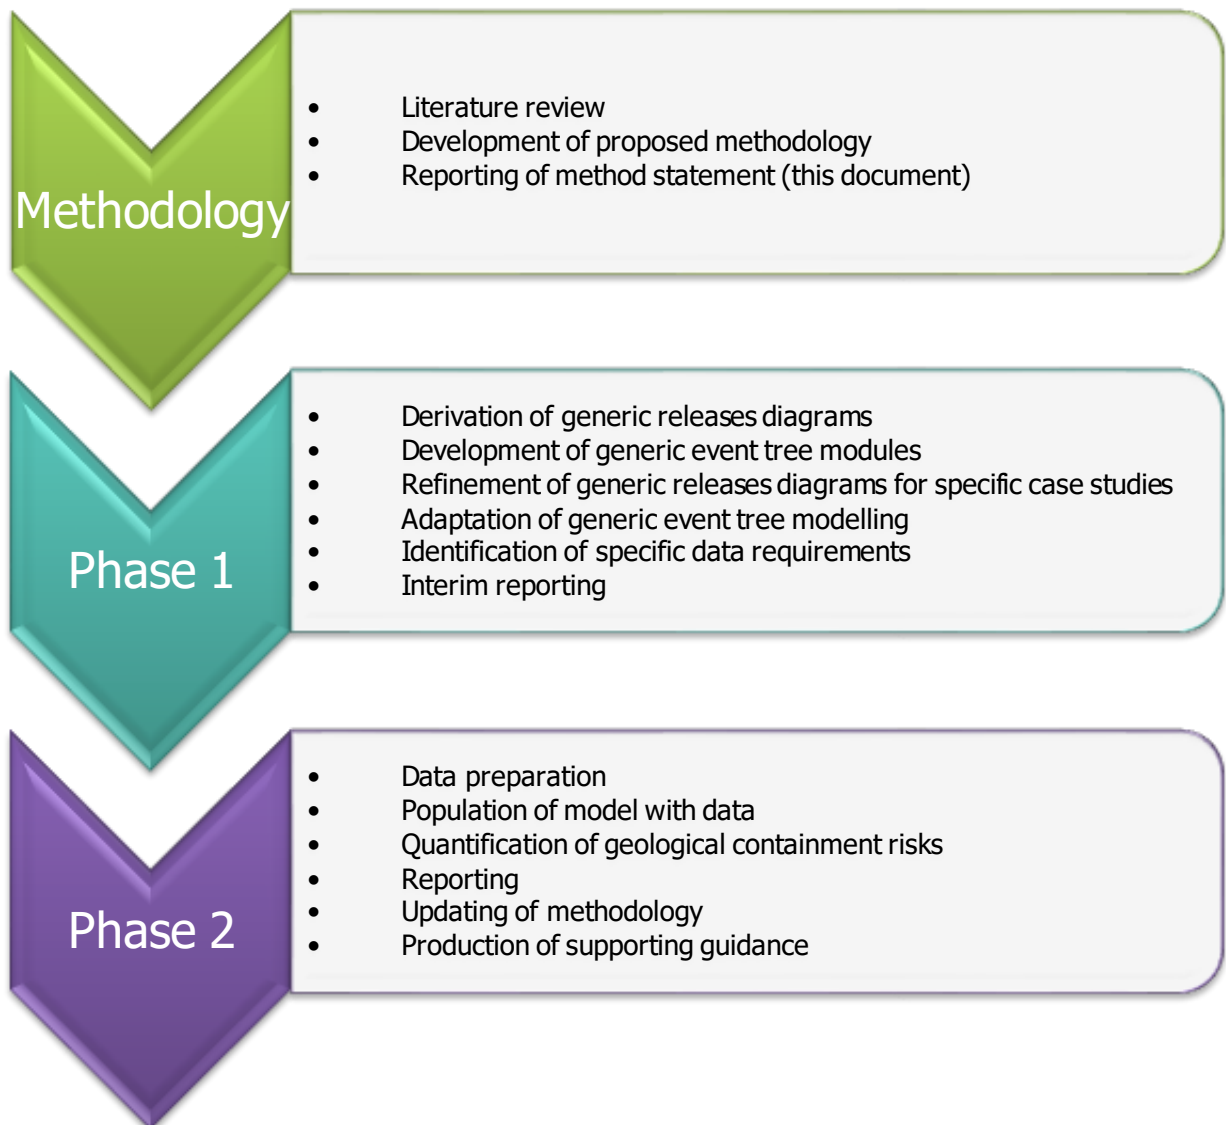 Methodology
• Literature review
• Development of proposed methodology
• Reporting of method statement (this document)
Phase 1
• Derivation of generic releases diagrams
• Development of generic event tree modules
• Refinement of generic releases diagrams for specific case studies
• Adaptation of generic event tree modelling
• Identification of specific data requirements
• Interim reporting
Phase 2
• Data preparation
• Population of model with data
• Quantification of geological containment risks
• Reporting
• Updating of methodology
• Production of supporting guidance